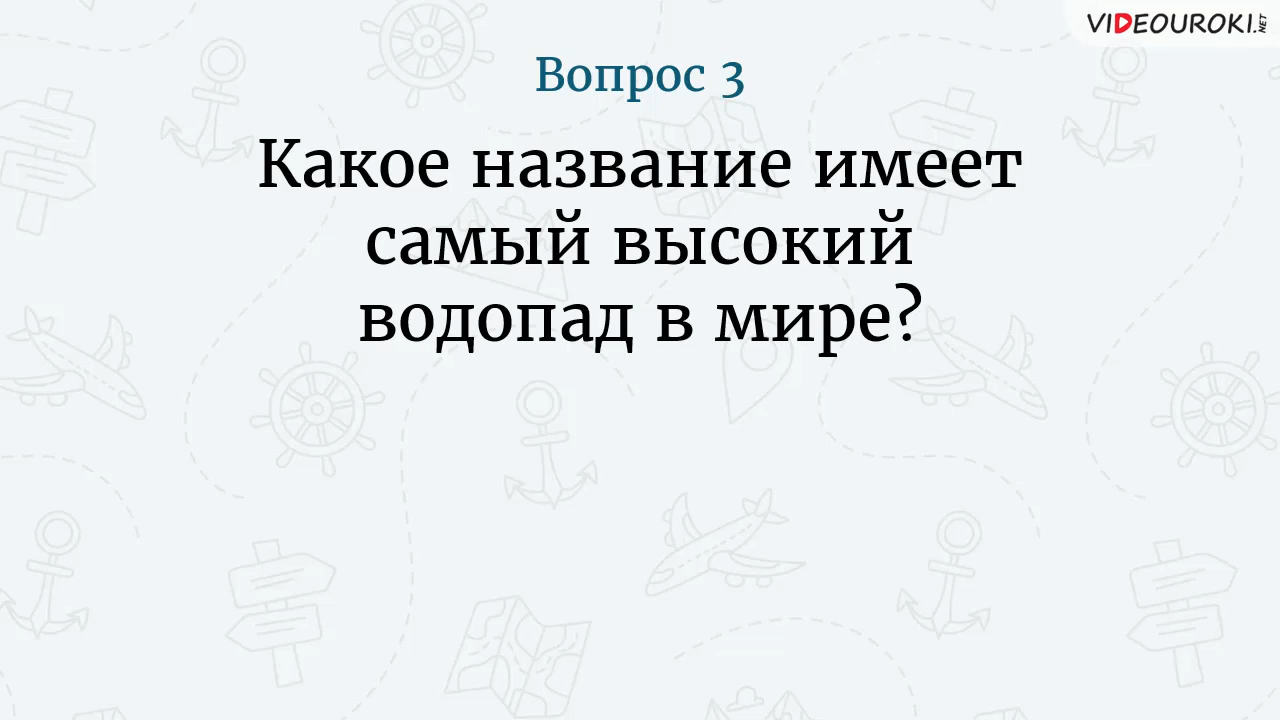 VIDEOUROKI.NET
Вопрос 3
Какое название имеет
самый высокий
водопад в мире?